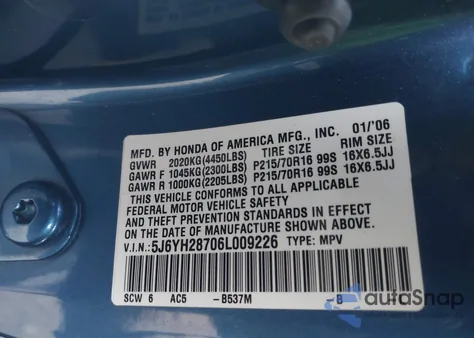 MFD. BY HONDA OF AMERICA MFG., INC. 01/'06
GVWR 2020KG(4450LBS) TIRE SIZE RIM SIZE
GAWR F 1045KG(2300LBS) P215/70R16 99S 16X6.5JJ
GAWR R 1000KG(2205LBS) P215/70R16 99S 16X6.5JJ
THIS VEHICLE CONFORMS TO ALL APPLICABLE
FEDERAL MOTOR VEHICLE SAFETY
AND THEFT PREVENTION STANDARDS IN EFFECT
ON THE DATE OF MANUFACTURE SHOWN ABOVE.
V.I.N.: 5J6YH28706L009226 TYPE: MPV
SCW 6 AC5 -B537M -B
autoSnap